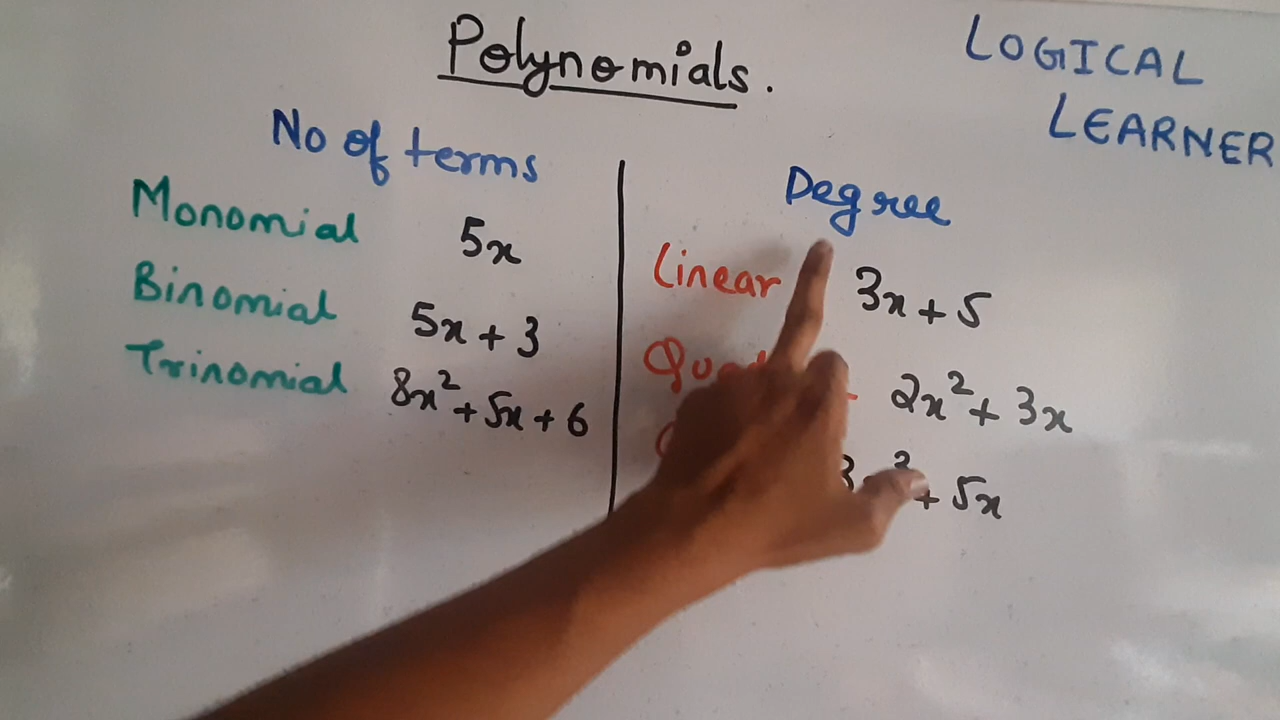 Polynomials.
LOGICAL
LEARNER
No of terms
Monomial 5x
Binomial 5x + 3
Trinomial 8x² + 5x + 6
Degree
Linear 3x + 5
2x² + 3x
+ 5x